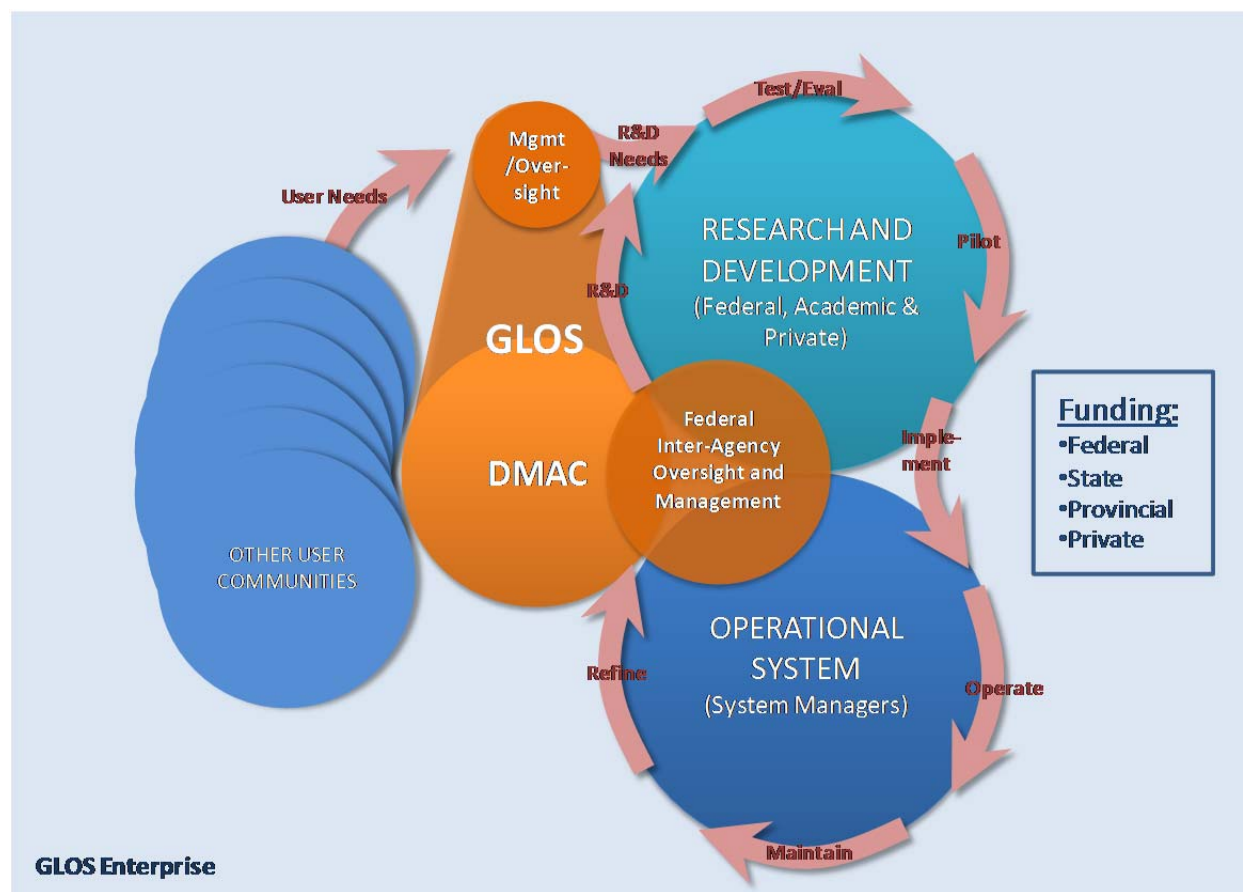 Test/Eval
Mgmt
/Over-
sight
R&D
Needs
User Needs
RESEARCH AND
DEVELOPMENT
(Federal, Academic &
Private)
Pilot
R&D
GLOS
Funding:
•Federal
•State
•Provincial
•Private
Federal
Inter-Agency
Oversight and
Management
Imple-
ment
DMAC
OTHER USER
COMMUNITIES
OPERATIONAL
SYSTEM
(System Managers)
Refine
Operate
Maintain
GLOS Enterprise